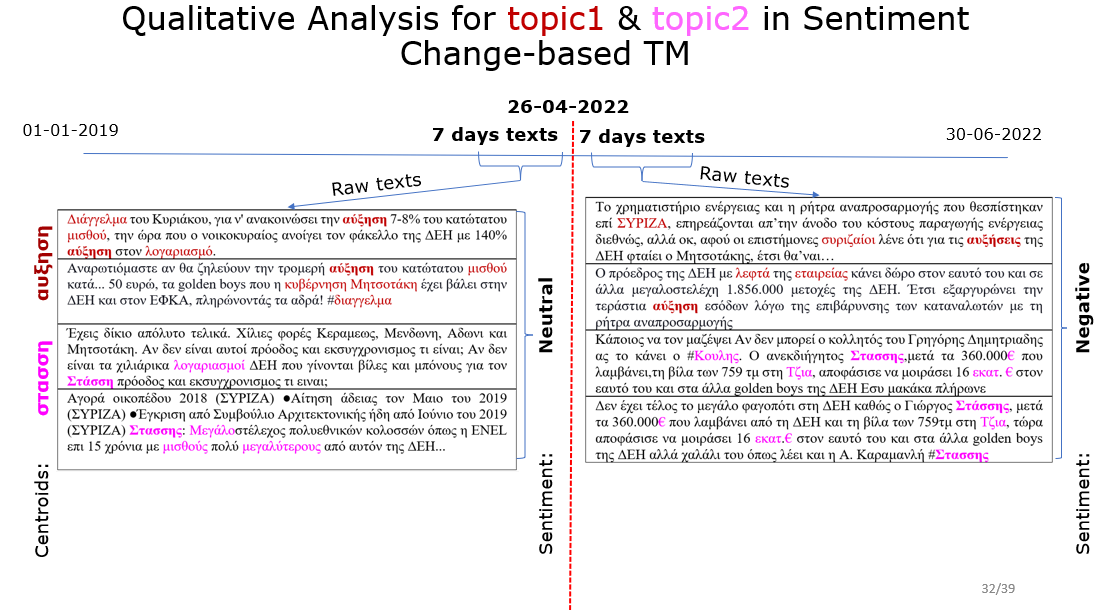 Qualitative Analysis for topic1 & topic2 in Sentiment
Change-based TM
26-04-2022
01-01-2019
7 days texts
7 days texts
30-06-2022
Raw texts
Raw texts
Διάγγελμα του Κυριάκου, για ν' ανακοινώσει την αύξηση 7-8% του κατώτατου
μισθού, την ώρα που ο νοικοκυραίος ανοίγει τον φάκελλο της ΔΕΗ με 140%
αύξηση στον λογαριασμό.
Αναρωτιόμαστε αν θα ζηλεύουν την τρομερή αύξηση του κατώτατου μισθού
κατά... 50 ευρώ, τα golden boys που η κυβέρνηση Μητσοτάκη έχει βάλει στην
ΔΕΗ και στον ΕΦΚΑ, πληρώνοντάς τα αδρά! #διαγγελμα
Έχεις δίκιο απόλυτο τελικά. Χίλιες φορές Κεραμεως, Μενδωνη, Αδωνι και
Μητσοτάκη. Αν δεν είναι αυτοί πρόοδος και εκσυγχρονισμος τι είναι; Αν δεν
είναι τα χιλιάρικα λογαριασμοί ΔΕΗ που γίνονται βίλες και μπόνους για τον
Στάσση πρόοδος και εκσυγχρονισμος τι ειναι;
Αγορά οικοπέδου 2018 (ΣΥΡΙΖΑ) ●Αίτηση άδειας τον Μαιο του 2019
(ΣΥΡΙΖΑ) ●Έγκριση από Συμβούλιο Αρχιτεκτονικής ήδη από Ιούνιο του 2019
(ΣΥΡΙΖΑ) Στασσης: Μεγάλοστέλεχος πολυεθνικών κολοσσών όπως η ENEL
επι 15 χρόνια με μισθούς πολύ μεγαλύτερους από αυτόν της ΔΕΗ...
αυξηση
στασση
Centroids:
Neutral
Sentiment:
Το χρηματιστήριο ενέργειας και η ρήτρα αναπροσαρμογής που θεσπίστηκαν
επί ΣΥΡΙΖΑ, επηρεάζονται απ’την άνοδο του κόστους παραγωγής ενέργειας
διεθνώς, αλλά οκ, αφού οι επιστήμονες συριζαίοι λένε ότι για τις αυξήσεις της
ΔΕΗ φταίει ο Μητσοτάκης, έτσι θα’ναι…
Ο πρόεδρος της ΔΕΗ με λεφτά της εταιρείας κάνει δώρο στον εαυτό του και σε
άλλα μεγαλοστελέχη 1.856.000 μετοχές της ΔΕΗ. Έτσι εξαργυρώνει την
τεράστια αύξηση εσόδων λόγω της επιβάρυνσης των καταναλωτών με τη
ρήτρα αναπροσαρμογής
Κάποιος να τον μαζέψει Αν δεν μπορεί ο κολλητός του Γρηγόρης Δημητριαδης
ας το κάνει ο #Κουλης. Ο ανεκδιήγητος Στασσης,μετά τα 360.000€ που
λαμβάνει,τη βίλα των 759 τμ στη Τζια, αποφάσισε να μοιράσει 16 εκατ. € στον
εαυτό του και στα άλλα golden boys της ΔΕΗ Εσυ μακάκα πλήρωνε
Δεν έχει τέλος το μεγάλο φαγοπότι στη ΔΕΗ καθώς ο Γιώργος Στάσσης, μετά
τα 360.000€ που λαμβάνει από τη ΔΕΗ και τη βίλα των 759τμ στη Τζια, τώρα
αποφάσισε να μοιράσει 16 εκατ.€ στον εαυτό του και στα άλλα golden boys
της ΔΕΗ αλλά χαλάλι του όπως λέει και η Α. Καραμανλή #Στασσης
Negative
Sentiment:
32/39